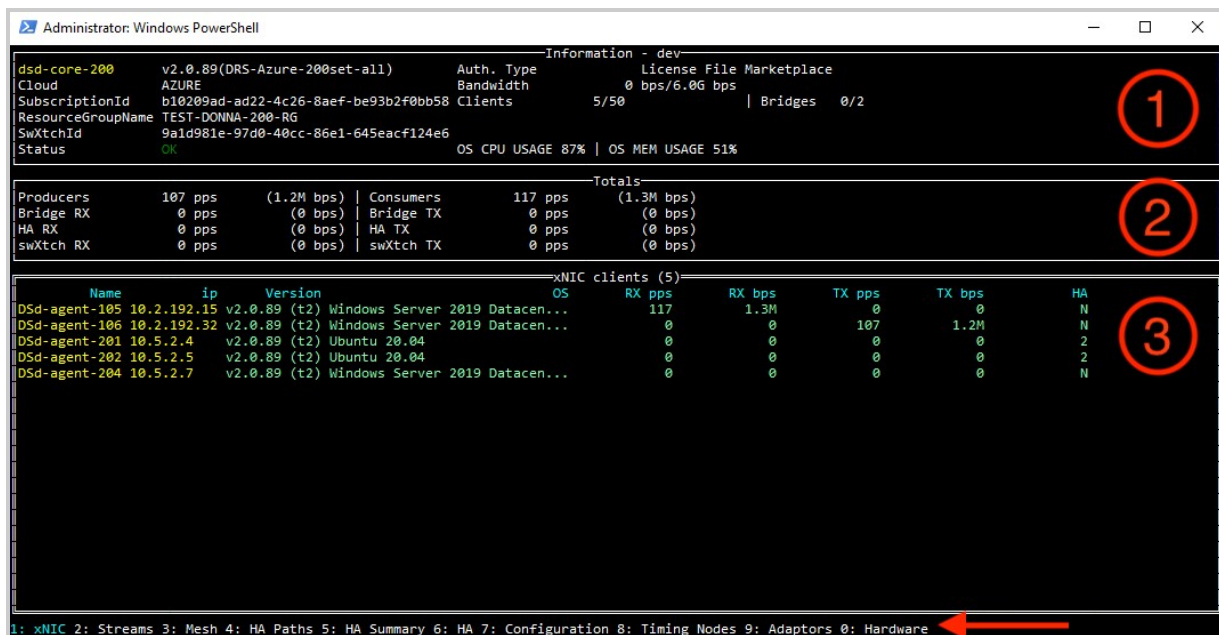 Administrator: Windows PowerShell
Information - dev
dsd-core-200 v2.0.89(DRS-Azure-200set-all) Auth. Type License File Marketplace
Cloud AZURE Bandwidth 0 bps/6.0G bps
SubscriptionId b10209ad-ad22-4c26-8aef-be93b2f0bb58 Clients 5/50 | Bridges 0/2
ResourceGroupName TEST-DONNA-200-RG
SwXtchId 9a1d981e-97d0-40cc-86e1-645eacf124e6
Status OK OS CPU USAGE 87% | OS MEM USAGE 51%
1
Totals
Producers 107 pps (1.2M bps) | Consumers 117 pps (1.3M bps)
Bridge RX 0 pps (0 bps) | Bridge TX 0 pps (0 bps)
HA RX 0 pps (0 bps) | HA TX 0 pps (0 bps)
swXtch RX 0 pps (0 bps) | swXtch TX 0 pps (0 bps)
2
xNIC clients (5)
Name ip Version OS RX pps RX bps TX pps TX bps HA
DSd-agent-105 10.2.192.15 v2.0.89 (t2) Windows Server 2019 Datacen... 117 1.3M 0 0 N
DSd-agent-106 10.2.192.32 v2.0.89 (t2) Windows Server 2019 Datacen... 0 0 107 1.2M N
DSd-agent-201 10.5.2.4 v2.0.89 (t2) Ubuntu 20.04 0 0 0 0 2
DSd-agent-202 10.5.2.5 v2.0.89 (t2) Ubuntu 20.04 0 0 0 0 2
DSd-agent-204 10.5.2.7 v2.0.89 (t2) Windows Server 2019 Datacen... 0 0 0 0 N
3
1: xNIC 2: Streams 3: Mesh 4: HA Paths 5: HA Summary 6: HA 7: Configuration 8: Timing Nodes 9: Adaptors 0: Hardware